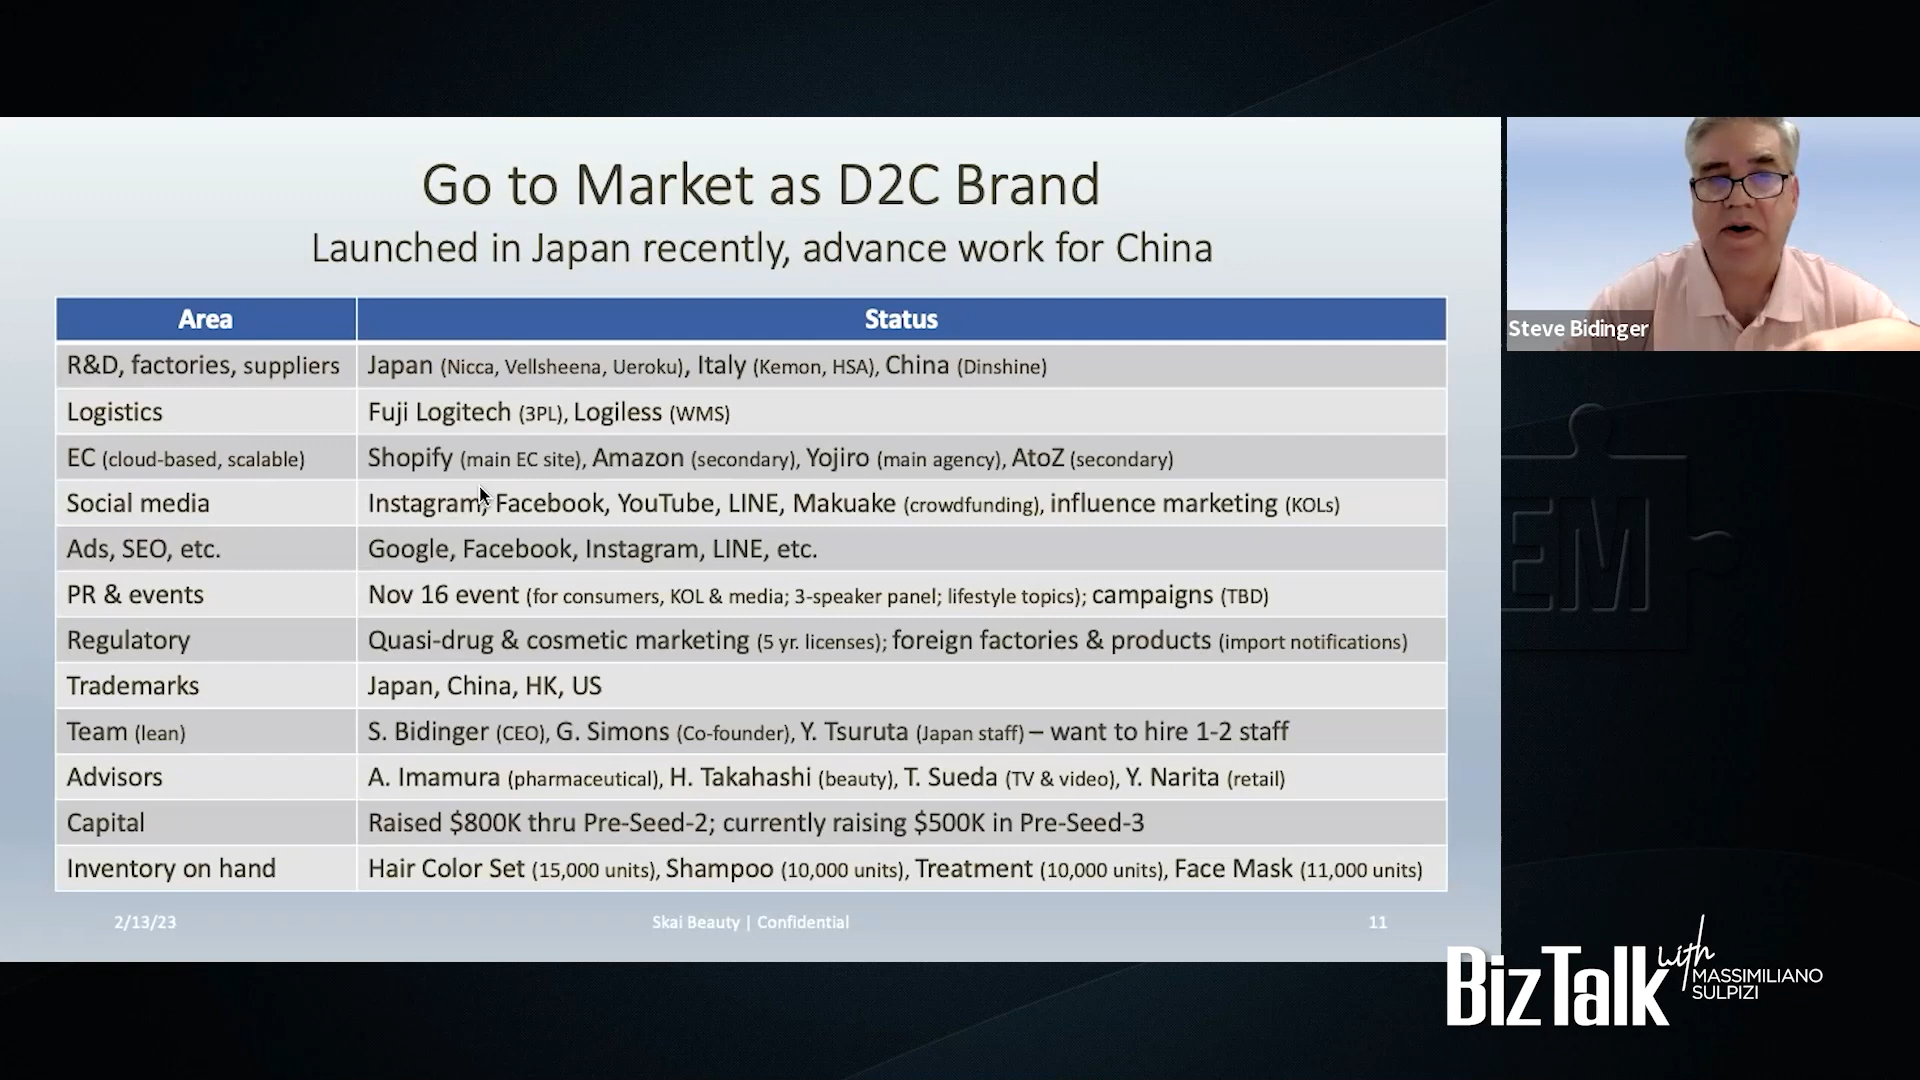 Go to Market as D2C Brand
Launched in Japan recently, advance work for China
Area Status
R&D, factories, suppliers Japan (Nicca, Vellsheena, Ueroku), Italy (Kemon, HSA), China (Dinshine)
Logistics Fuji Logitech (3PL), Logiless (WMS)
EC (cloud-based, scalable) Shopify (main EC site), Amazon (secondary), Yojiro (main agency), AtoZ (secondary)
Social media Instagram, Facebook, YouTube, LINE, Makuake (crowdfunding), influence marketing (KOLs)
Ads, SEO, etc. Google, Facebook, Instagram, LINE, etc.
PR & events Nov 16 event (for consumers, KOL & media; 3-speaker panel; lifestyle topics); campaigns (TBD)
Regulatory Quasi-drug & cosmetic marketing (5 yr. licenses); foreign factories & products (import notifications)
Trademarks Japan, China, HK, US
Team (lean) S. Bidinger (CEO), G. Simons (Co-founder), Y. Tsuruta (Japan staff) – want to hire 1-2 staff
Advisors A. Imamura (pharmaceutical), H. Takahashi (beauty), T. Sueda (TV & video), Y. Narita (retail)
Capital Raised $800K thru Pre-Seed-2; currently raising $500K in Pre-Seed-3
Inventory on hand Hair Color Set (15,000 units), Shampoo (10,000 units), Treatment (10,000 units), Face Mask (11,000 units)
2/13/23 Skai Beauty | Confidential 11
Steve Bidinger
EM
BizTalk with
MASSIMILIANO
SULPIZI